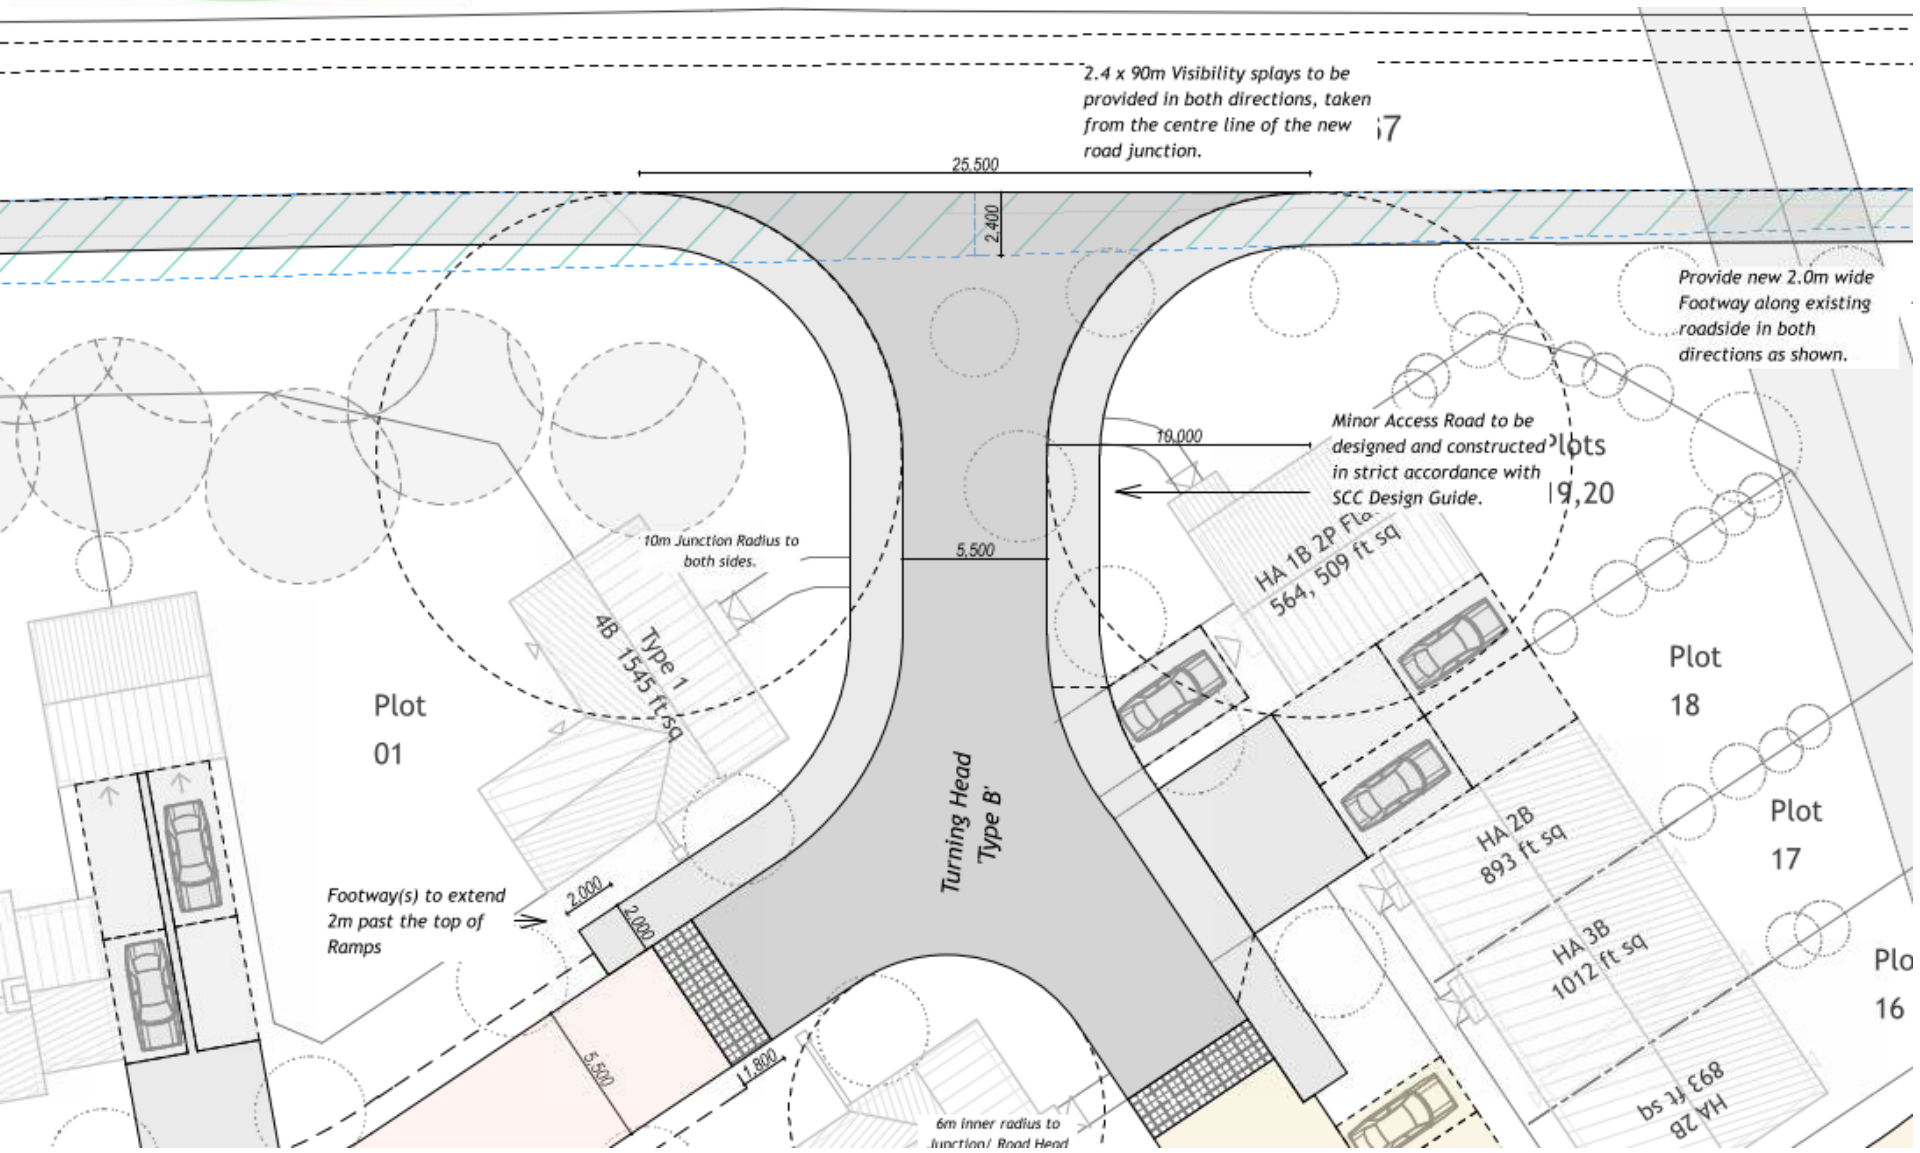 2.4 x 90m Visibility splays to be
provided in both directions, taken
from the centre line of the new
road junction.
25,500
2,400
Provide new 2.0m wide
Footway along existing
roadside in both
directions as shown.
Minor Access Road to be
designed and constructed
in strict accordance with
SCC Design Guide.
Plots
19,20
10,000
10m Junction Radius to
both sides.
5,500
HA 1B 2P Fla
564, 509 ft sq
Type 1
4B 1545 ft sq
Plot
01
Plot
18
Plot
17
Plo
16
HA 2B
893 ft sq
HA 3B
1012 ft sq
HA 2B
893 ft sq
Turning Head
Type B'
Footway(s) to extend
2m past the top of
Ramps
2,000
2,000
5,500
1,800
6m inner radius to
Junction/ Road Head